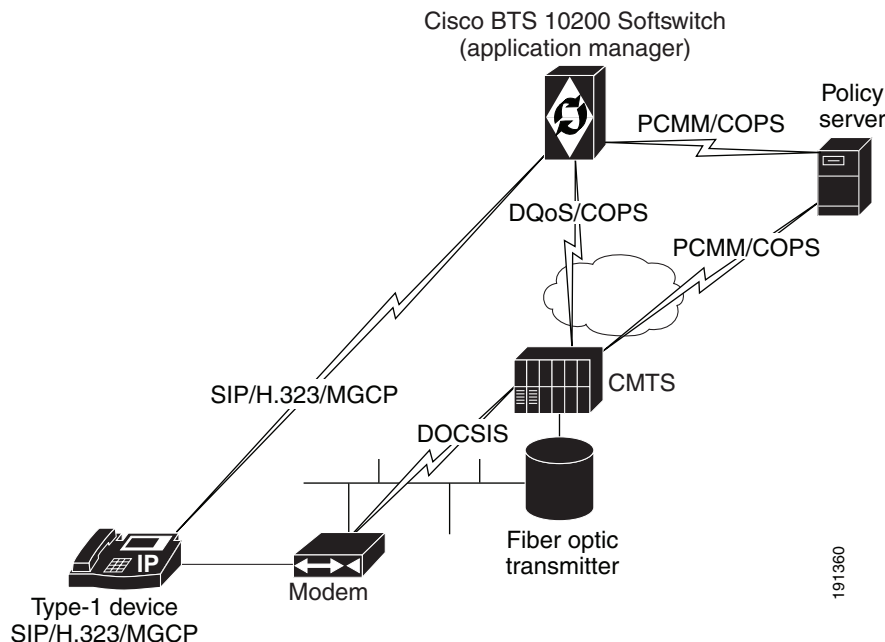 Cisco BTS 10200 Softswitch
(application manager)
Policy
server
PCMM/COPS
DQoS/COPS
PCMM/COPS
SIP/H.323/MGCP
CMTS
DOCSIS
Fiber optic
transmitter
IP
Modem
Type-1 device
SIP/H.323/MGCP
191360